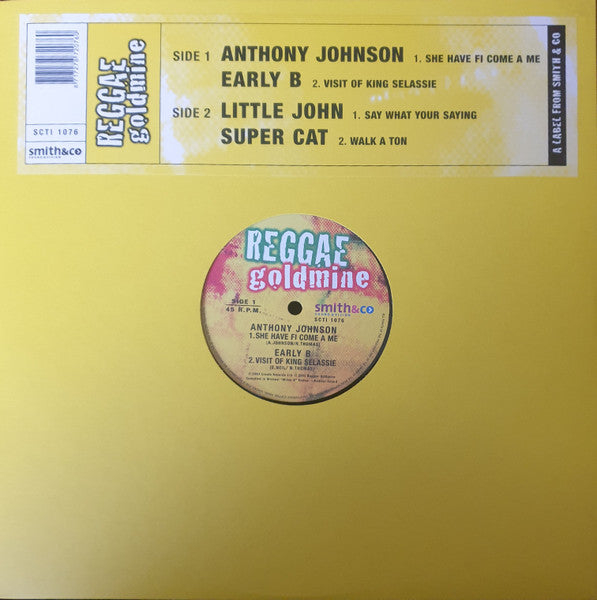 REGGAE
goldmine
SCTI 1076
smith&co
SIDE 1 ANTHONY JOHNSON 1. SHE HAVE FI COME A ME
EARLY B 2. VISIT OF KING SELASSIE
SIDE 2 LITTLE JOHN 1. SAY WHAT YOUR SAYING
SUPER CAT 2. WALK A TON
A LABEL FROM SMITH & CO
REGGAE
goldmine
SIDE 1
45 R.P.M.
smith&co
SCTI 1076
ANTHONY JOHNSON
1.SHE HAVE FI COME A ME
(A.JOHNSON/N.THOMAS)
EARLY B
2.VISIT OF KING SELASSIE